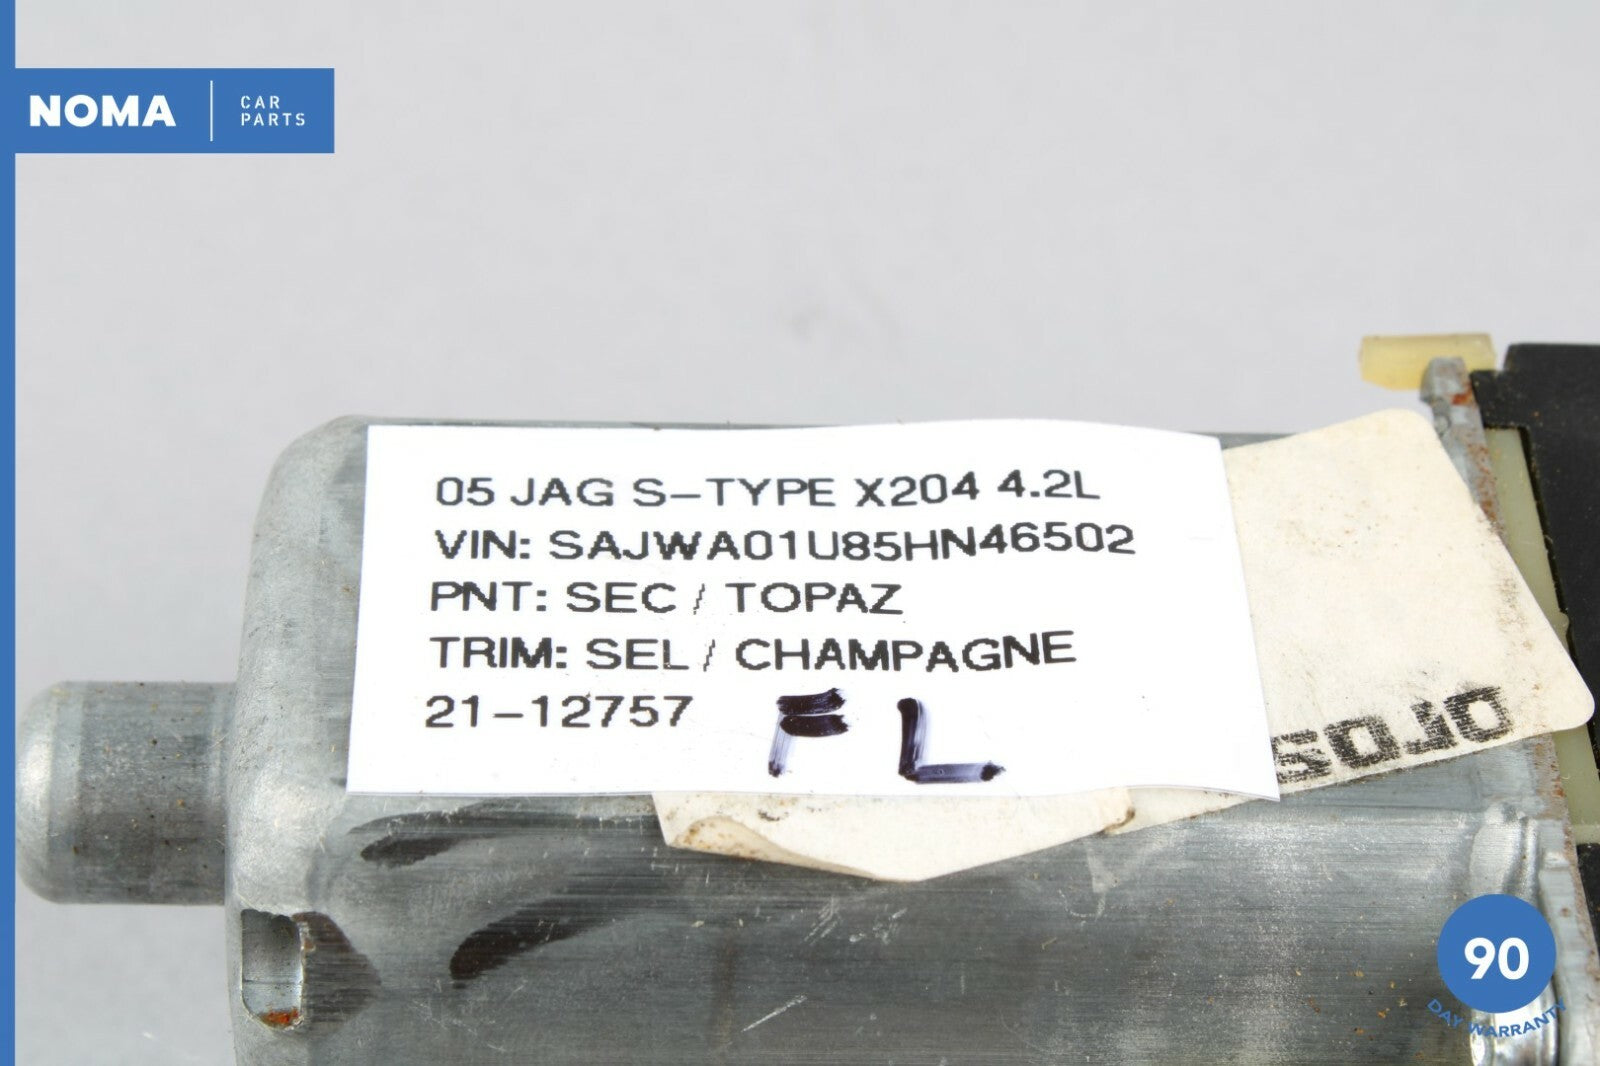 NOMA
CAR
PARTS
05 JAG S-TYPE X204 4.2L
VIN: SAJWA01U85HN46502
PNT: SEC / TOPAZ
TRIM: SEL / CHAMPAGNE
21-12757
FL
90
DAY WARRANTY